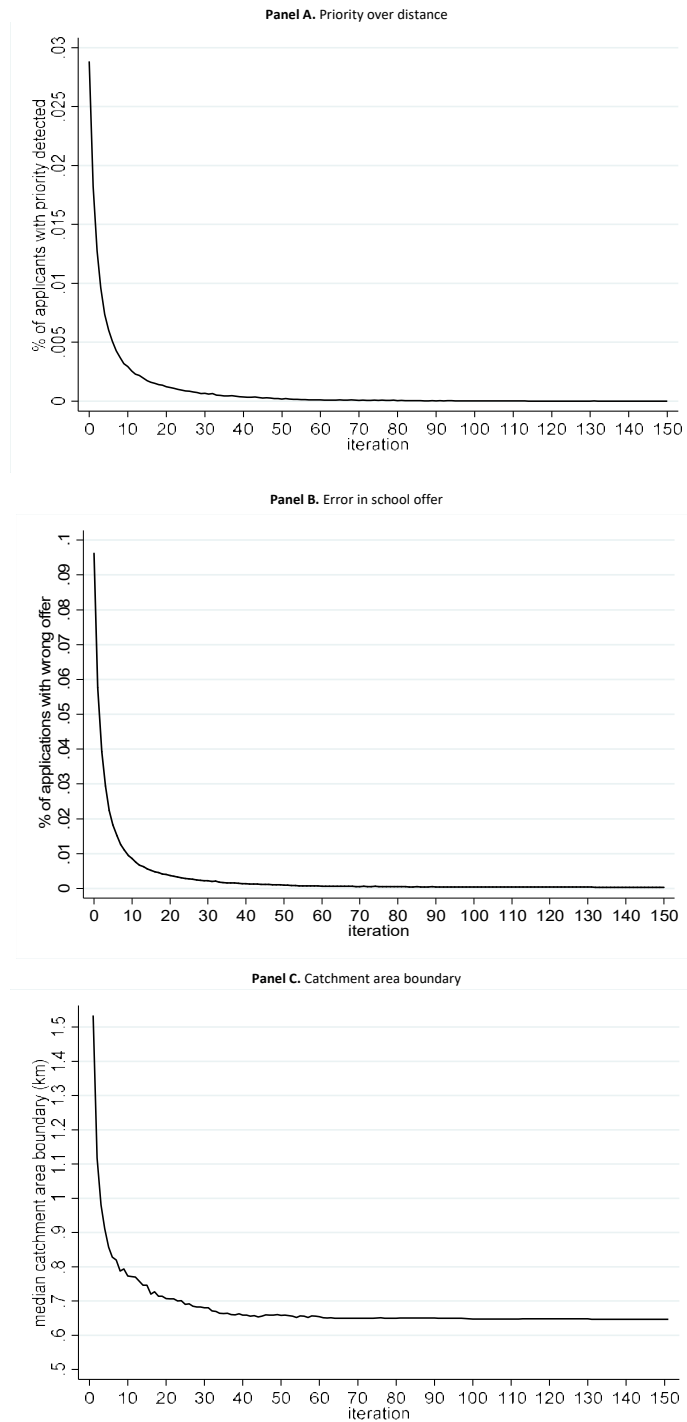 Panel A. Priority over distance
% of applicants with priority detected
.03
.025
.02
.015
.01
.005
0
0 10 20 30 40 50 60 70 80 90 100 110 120 130 140 150
iteration
Panel B. Error in school offer
% of applications with wrong offer
.1
.09
.08
.07
.06
.05
.04
.03
.02
.01
0
0 10 20 30 40 50 60 70 80 90 100 110 120 130 140 150
iteration
Panel C. Catchment area boundary
median catchment area boundary (km)
1.5
1.4
1.3
1.2
1.1
1
.9
.8
.7
.6
.5
0 10 20 30 40 50 60 70 80 90 100 110 120 130 140 150
iteration